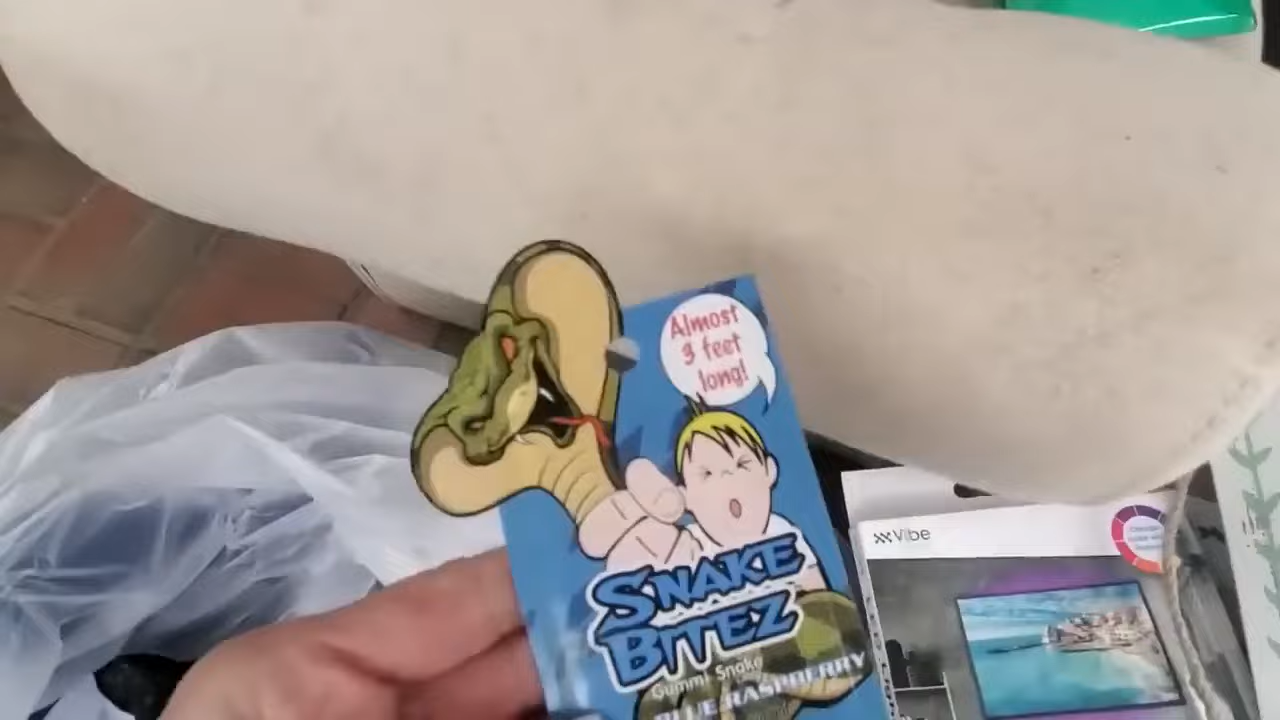 Almost
3 feet
long!
SNAKE
BITEZ
Gummi Snake
BLUE RASPBERRY
Vibe